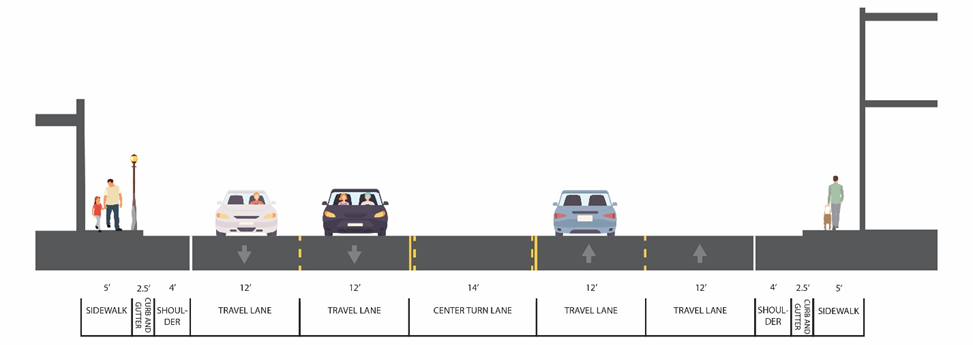 5’ 2.5’ 4’ 12’ 12’ 14’ 12’ 12’ 4’ 2.5’ 5’
SIDEWALK
CURB AND
GUTTER
SHOUL-
DER
TRAVEL LANE
TRAVEL LANE
CENTER TURN LANE
TRAVEL LANE
TRAVEL LANE
SHOUL-
DER
CURB AND
GUTTER
SIDEWALK